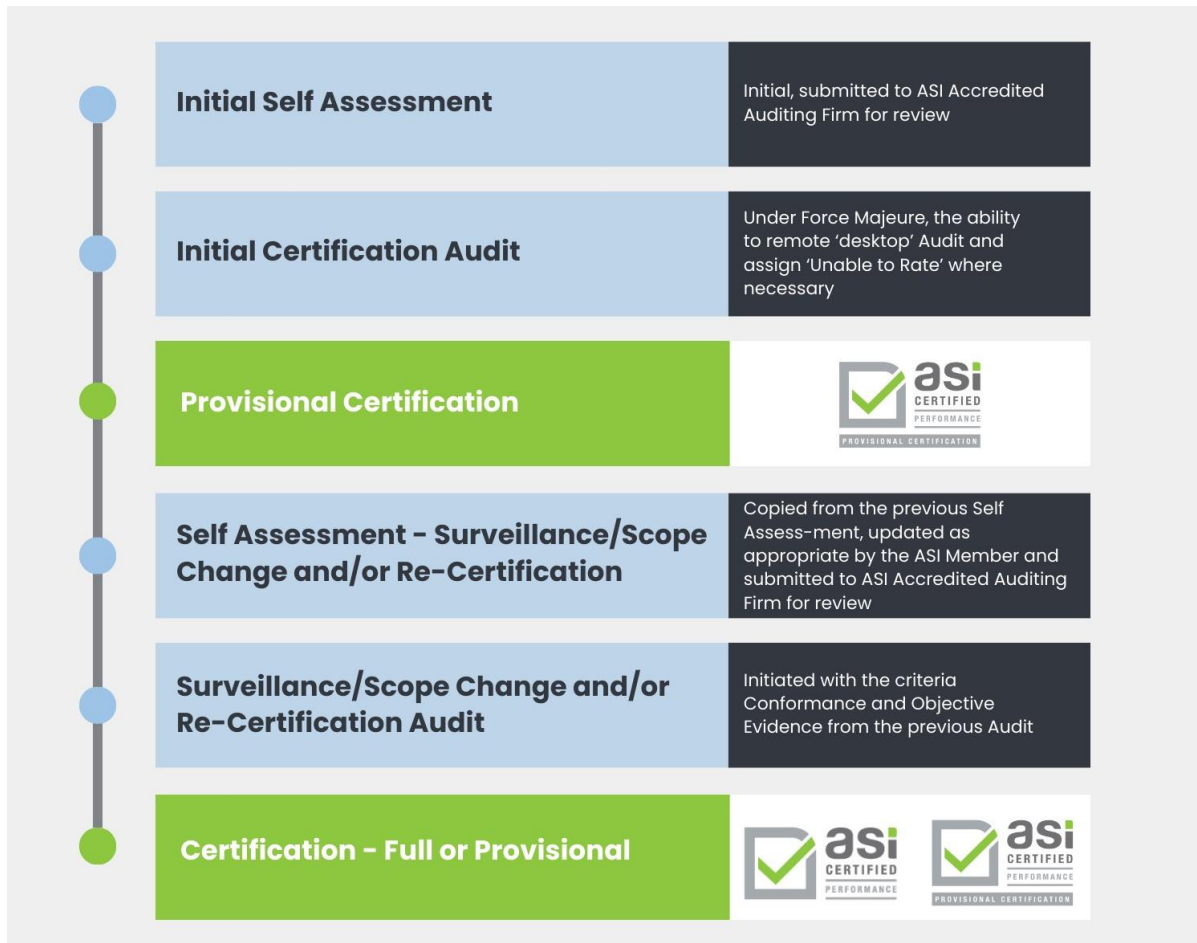 Initial Self Assessment
Initial, submitted to ASI Accredited
Auditing Firm for review
Initial Certification Audit
Under Force Majeure, the ability
to remote ‘desktop’ Audit and
assign ‘Unable to Rate’ where
necessary
Provisional Certification
asi
CERTIFIED
PERFORMANCE
PROVISIONAL CERTIFICATION
Self Assessment - Surveillance/Scope
Change and/or Re-Certification
Copied from the previous Self
Assess-ment, updated as
appropriate by the ASI Member and
submitted to ASI Accredited Auditing
Firm for review
Surveillance/Scope Change and/or
Re-Certification Audit
Initiated with the criteria
Conformance and Objective
Evidence from the previous Audit
Certification - Full or Provisional
asi
CERTIFIED
PERFORMANCE
asi
CERTIFIED
PERFORMANCE
PROVISIONAL CERTIFICATION